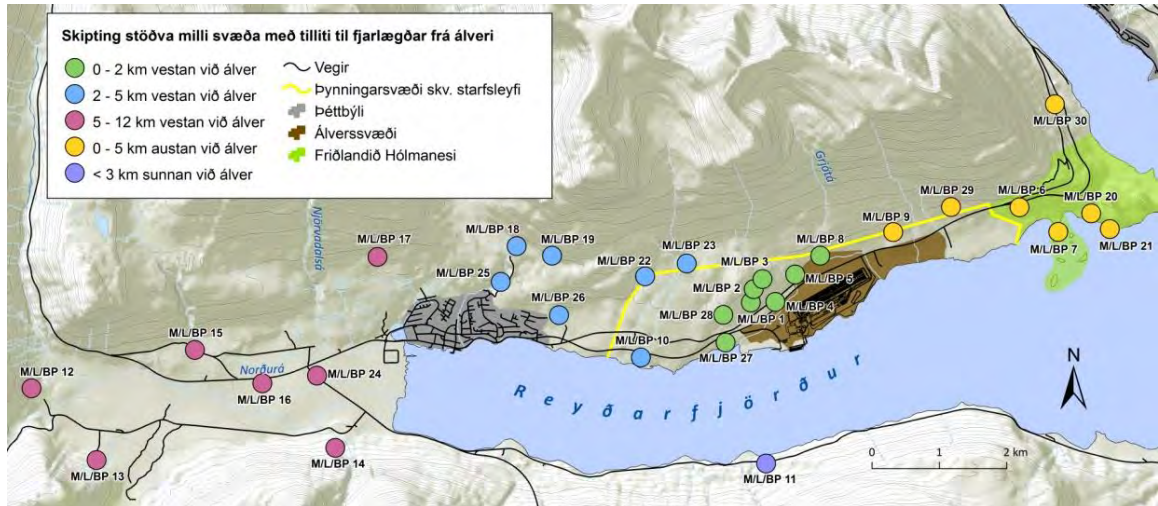 Skipting stöðva milli svæða með tilliti til fjarlægðar frá álveri
0 - 2 km vestan við álver
2 - 5 km vestan við álver
5 - 12 km vestan við álver
0 - 5 km austan við álver
< 3 km sunnan við álver
Vegir
Þynningarsvæði skv. starfsleyfi
Þéttbýli
Álverssvæði
Friðlandið Hólmanesi
M/L/BP 30
Grjótá
M/L/BP 29
M/L/BP 6
M/L/BP 20
M/L/BP 9
M/L/BP 7
M/L/BP 21
Njörvadalsá
M/L/BP 17
M/L/BP 18
M/L/BP 19
M/L/BP 23
M/L/BP 8
M/L/BP 22
M/L/BP 3
M/L/BP 25
M/L/BP 5
M/L/BP 2
M/L/BP 26
M/L/BP 4
M/L/BP 28
M/L/BP 1
M/L/BP 15
M/L/BP 10
M/L/BP 27
M/L/BP 12
Norðurá
M/L/BP 24
M/L/BP 16
Reyðarfjörður
N
M/L/BP 13
M/L/BP 14
M/L/BP 11
0 1 2 km